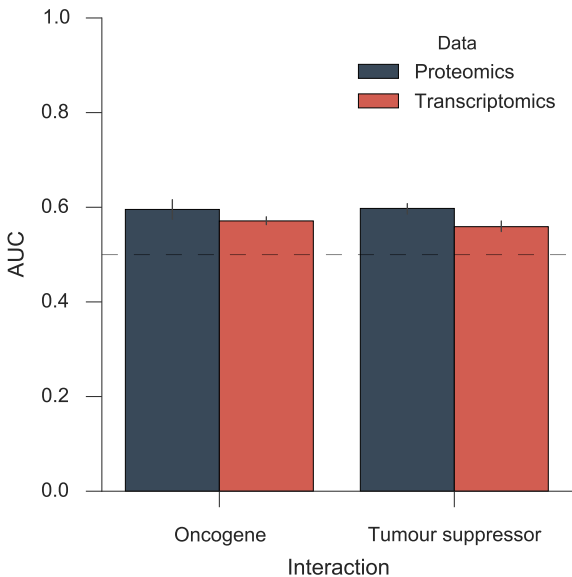 1.0
0.8
0.6
0.4
0.2
0.0
AUC
Data
Proteomics
Transcriptomics
Oncogene
Tumour suppressor
Interaction